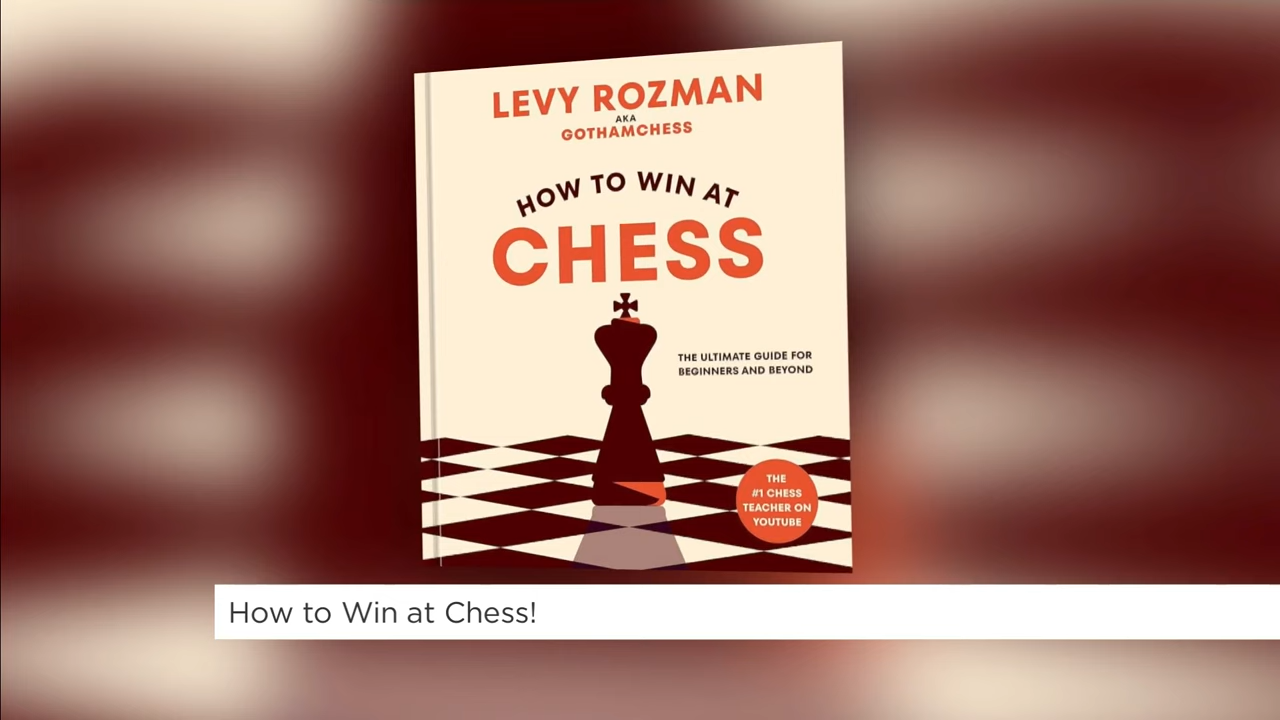 LEVY ROZMAN
AKA
GOTHAMCHESS
HOW TO WIN AT
CHESS
THE ULTIMATE GUIDE FOR
BEGINNERS AND BEYOND
THE
#1 CHESS
TEACHER ON
YOUTUBE
How to Win at Chess!